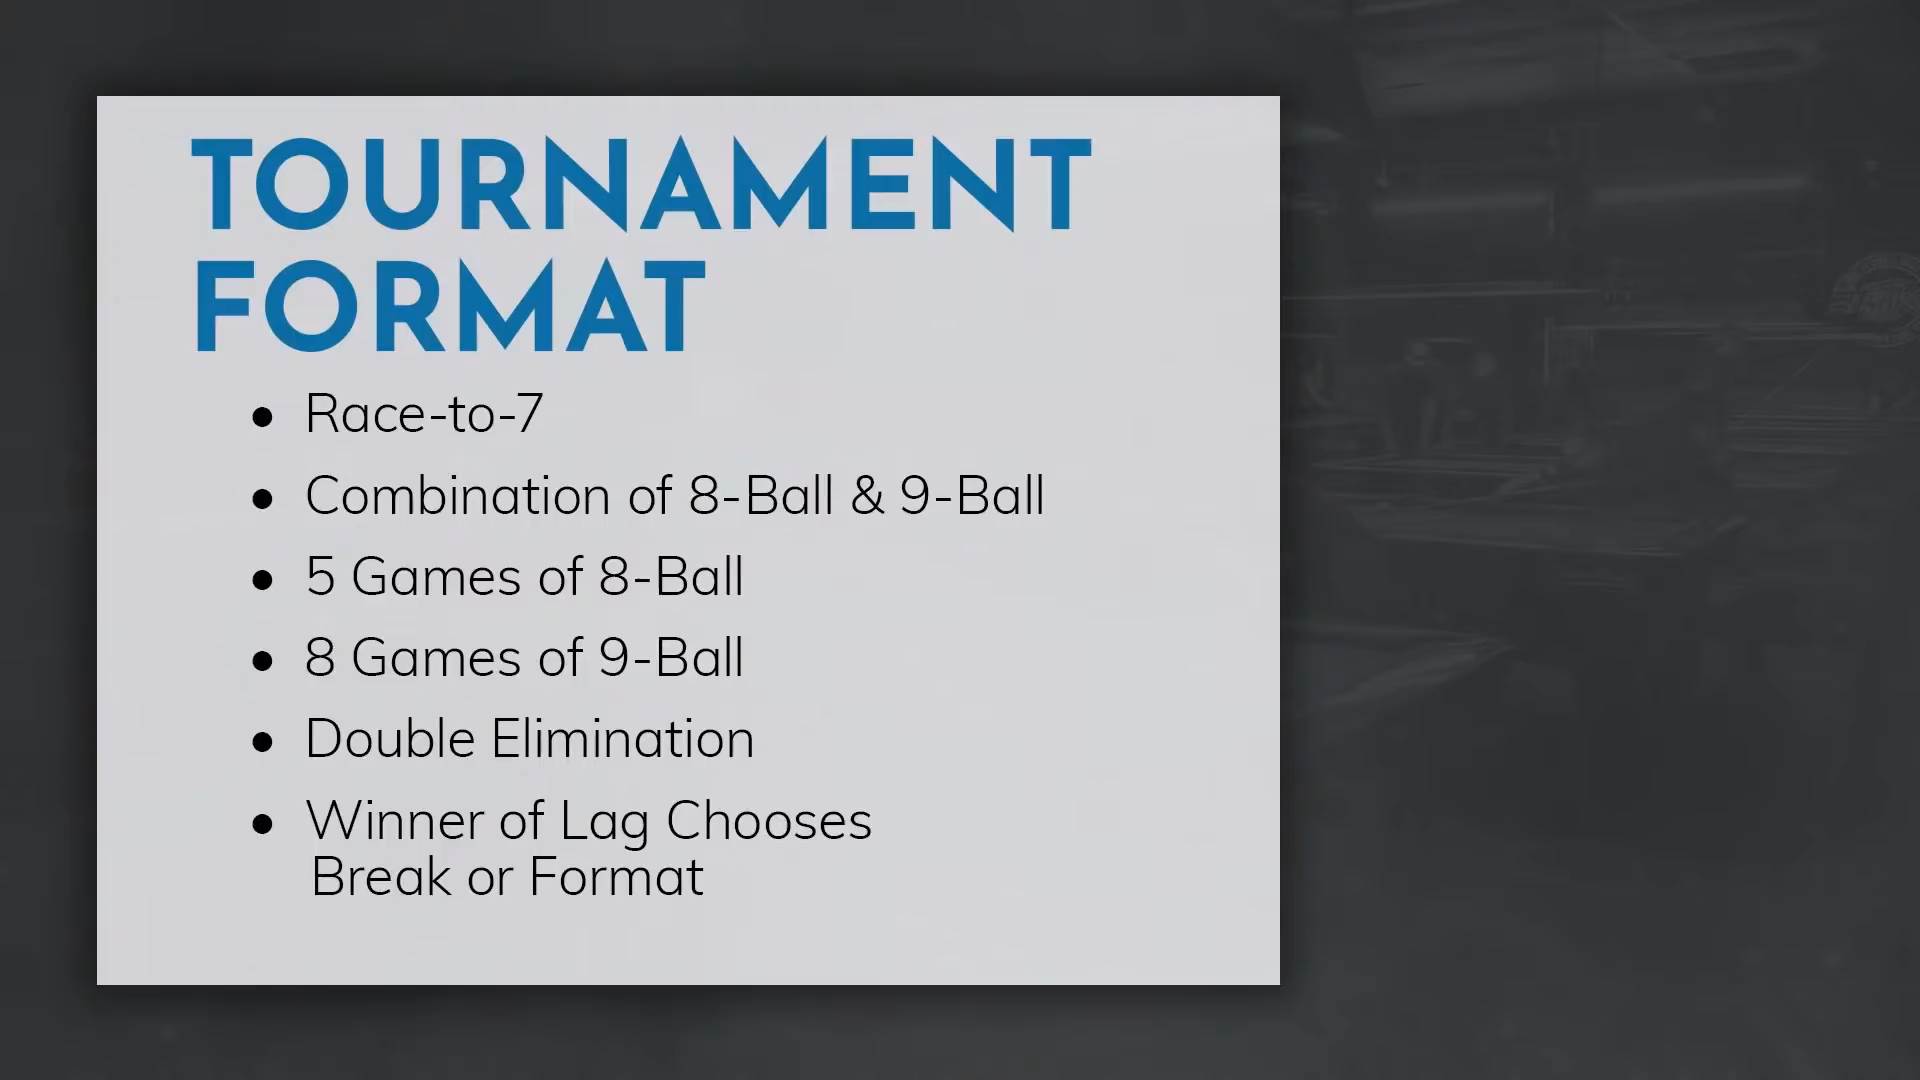 TOURNAMENT
FORMAT
● Race-to-7
● Combination of 8-Ball & 9-Ball
● 5 Games of 8-Ball
● 8 Games of 9-Ball
● Double Elimination
● Winner of Lag Chooses
Break or Format